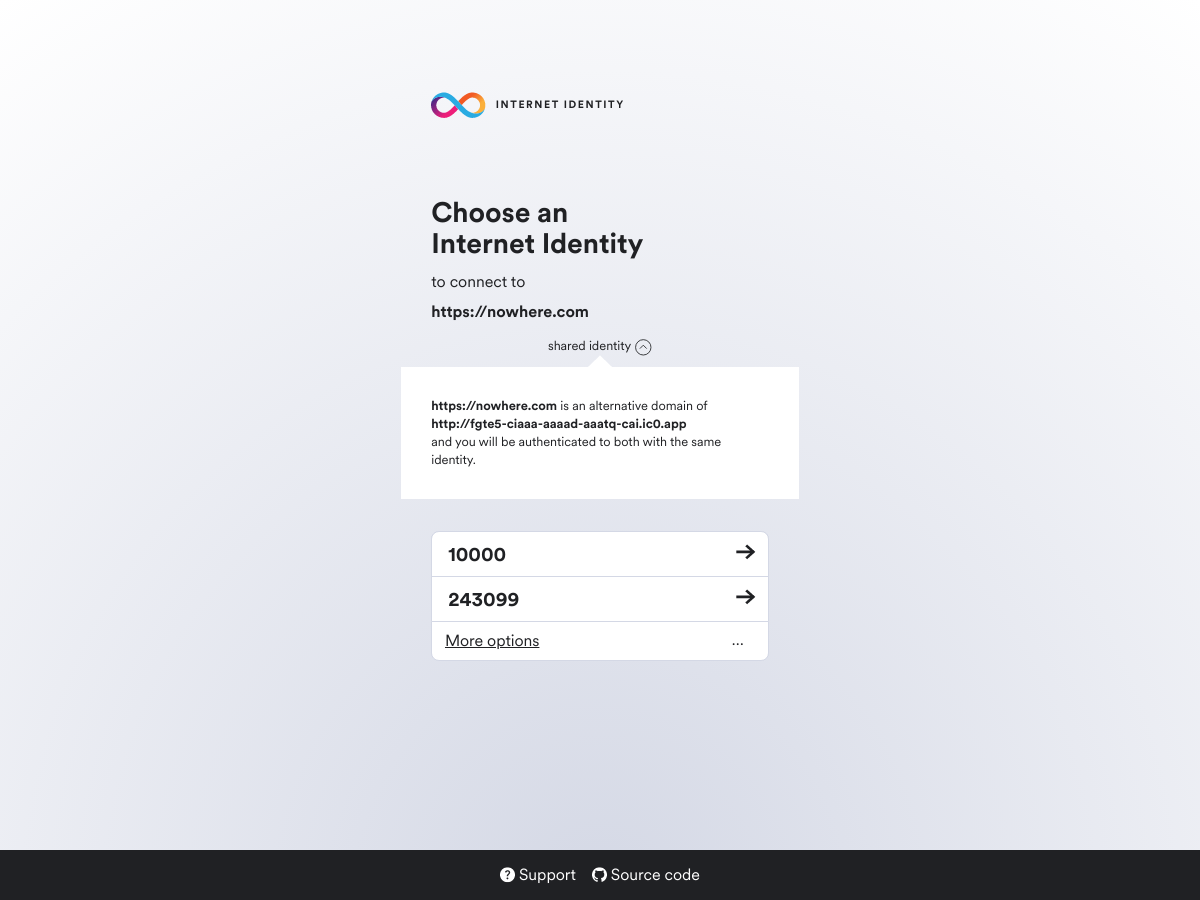 INTERNET IDENTITY
Choose an
Internet Identity
to connect to
https://nowhere.com
shared identity
https://nowhere.com is an alternative domain of
http://fgte5-ciaaa-aaaad-aaatq-cai.ic0.app
and you will be authenticated to both with the same
identity.
10000
243099
More options ...
Support Source code